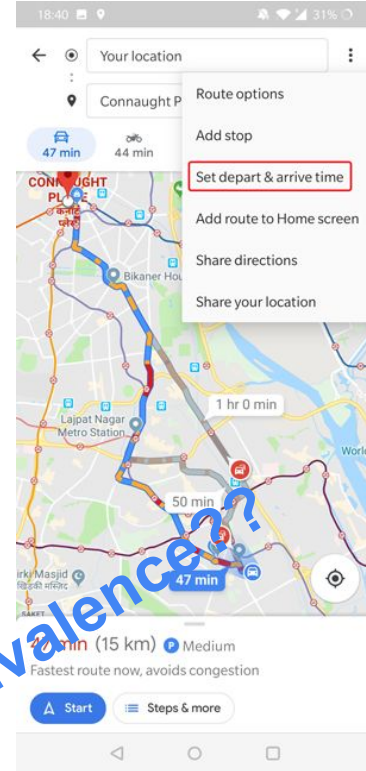 18:40
31%
Your location
Connaught P
47 min
44 min
Route options
Add stop
Set depart & arrive time
Add route to Home screen
Share directions
Share your location
CONNAUGHT
PLACE
कनॉट
प्लेस
Bikaner Hou
1 hr 0 min
Lajpat Nagar
Metro Station
Worl
50 min
47 min
irki Masjid
SAKET
min (15 km) P Medium
Fastest route now, avoids congestion
Start
Steps & more
valence??